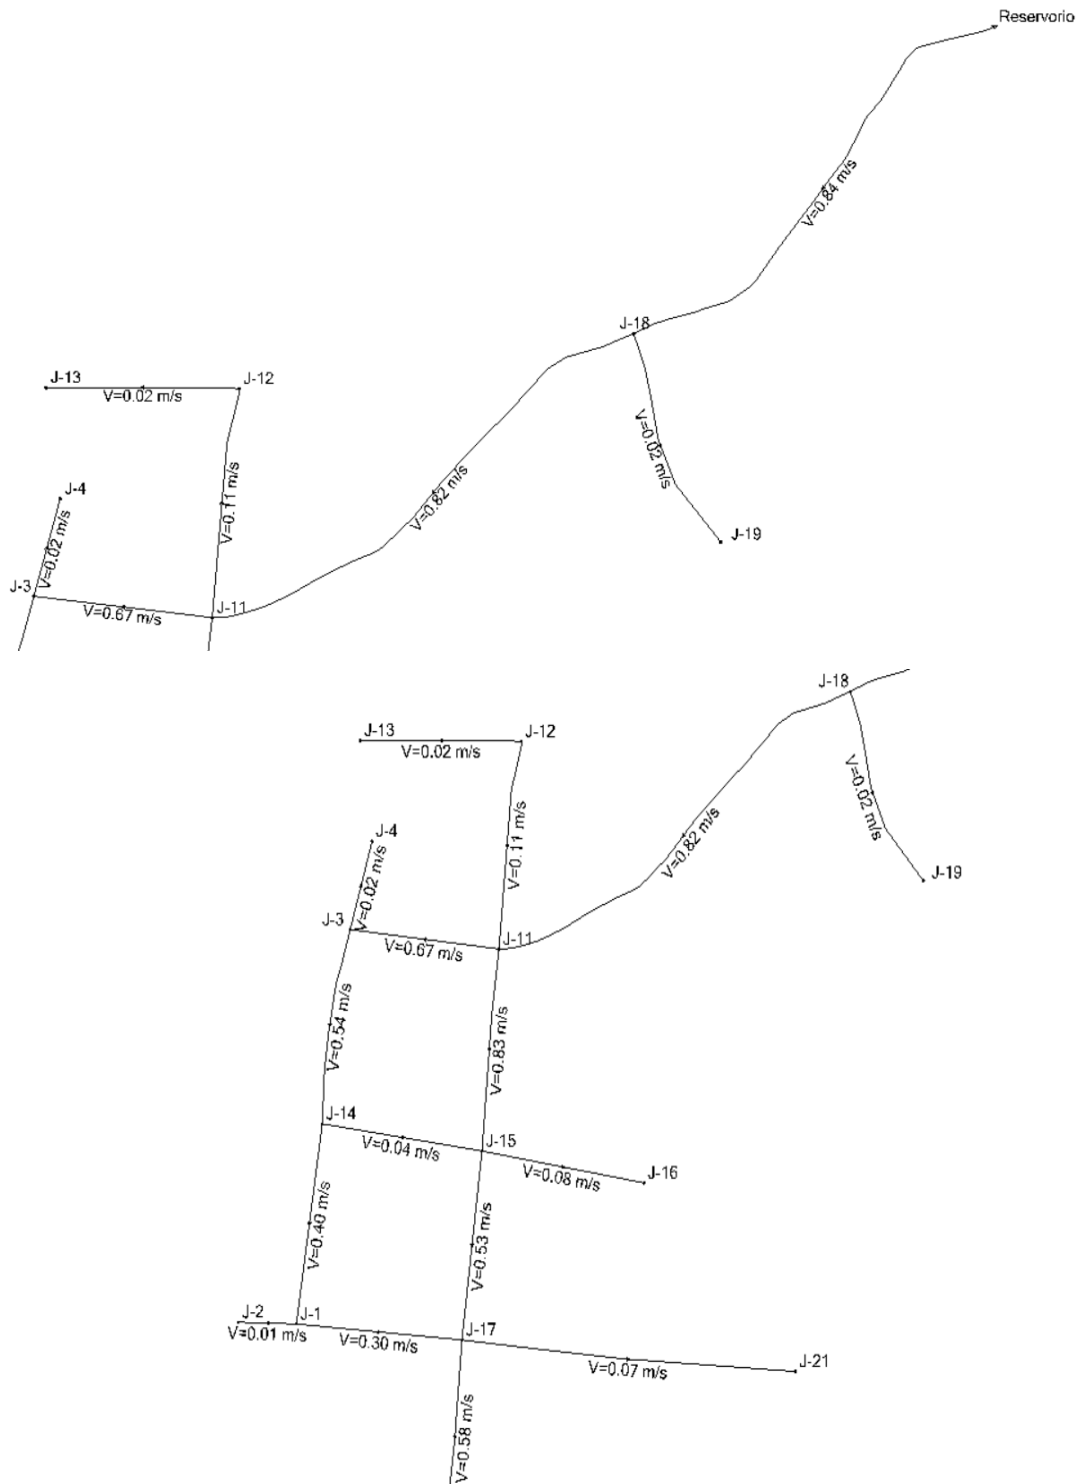 Reservorio
V=0.84 m/s
J-18
J-13
J-12
V=0.02 m/s
V=0.02 m/s
V=0.11 m/s
V=0.82 m/s
J-4
V=0.02 m/s
J-19
J-3
J-11
V=0.67 m/s
J-18
J-13
J-12
V=0.02 m/s
V=0.02 m/s
V=0.11 m/s
V=0.82 m/s
J-4
V=0.02 m/s
J-19
J-3
J-11
V=0.67 m/s
V=0.54 m/s
V=0.83 m/s
J-14
J-15
V=0.04 m/s
J-16
V=0.08 m/s
V=0.40 m/s
V=0.53 m/s
J-2
J-1
V=0.01 m/s
V=0.30 m/s
J-17
J-21
V=0.07 m/s
V=0.58 m/s